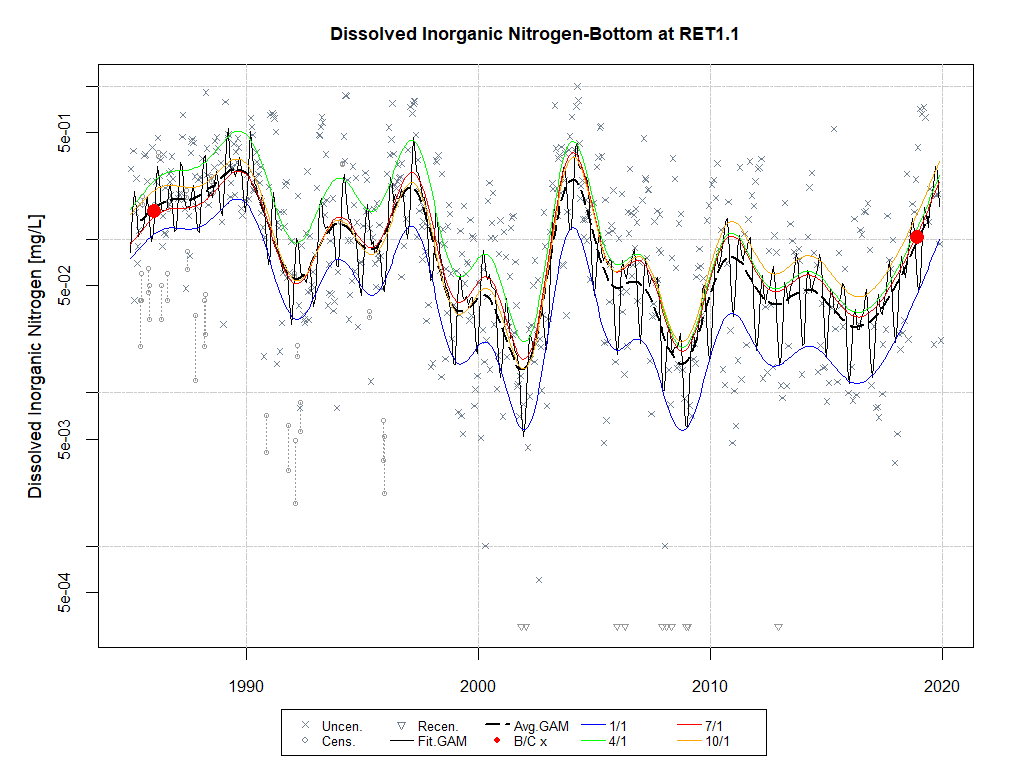 Dissolved Inorganic Nitrogen-Bottom at RET1.1
Dissolved Inorganic Nitrogen [mg/L]
5e-01
5e-02
5e-03
5e-04
1990 2000 2010 2020
Uncen. Recen. Avg.GAM 1/1 7/1
Cens. Fit.GAM B/C x 4/1 10/1